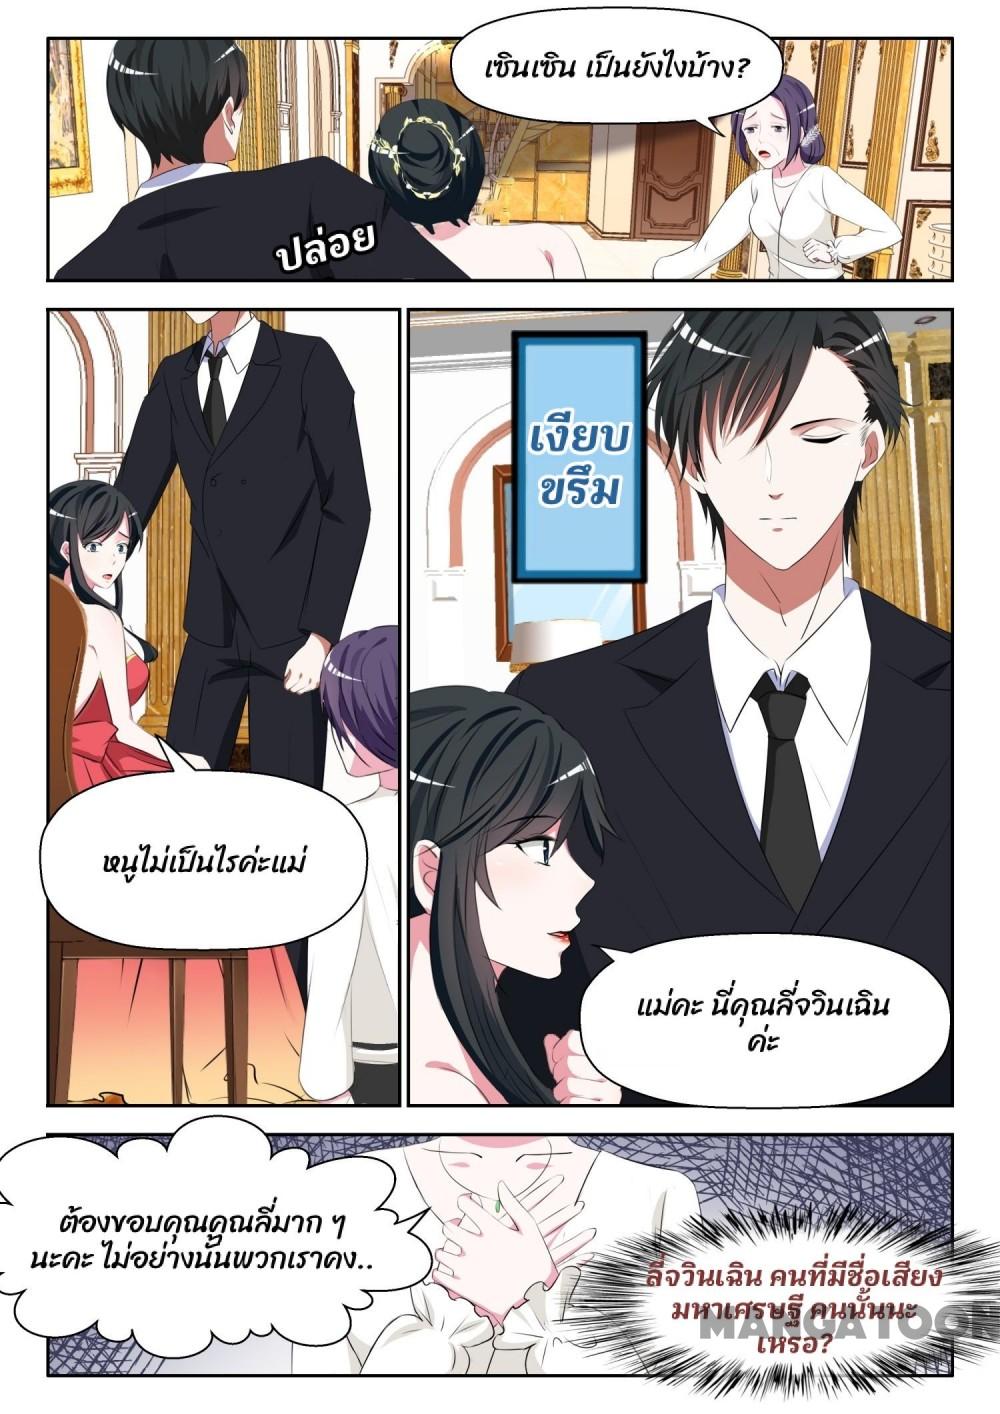 เซินเซิน เป็นยังไงบ้าง?
ปล่อย
เงียบ
ขรึม
หนูไม่เป็นไรค่ะแม่
แม่คะ นี่คุณลี่จวินเฉิน
ค่ะ
ต้องขอบคุณคุณลี่มาก ๆ
นะคะ ไม่อย่างนั้นพวกเราคง..
ลี่จวินเฉิน คนที่มีชื่อเสียง
มหาเศรษฐี คนนั้นนะ
เหรอ?
MANGATOON